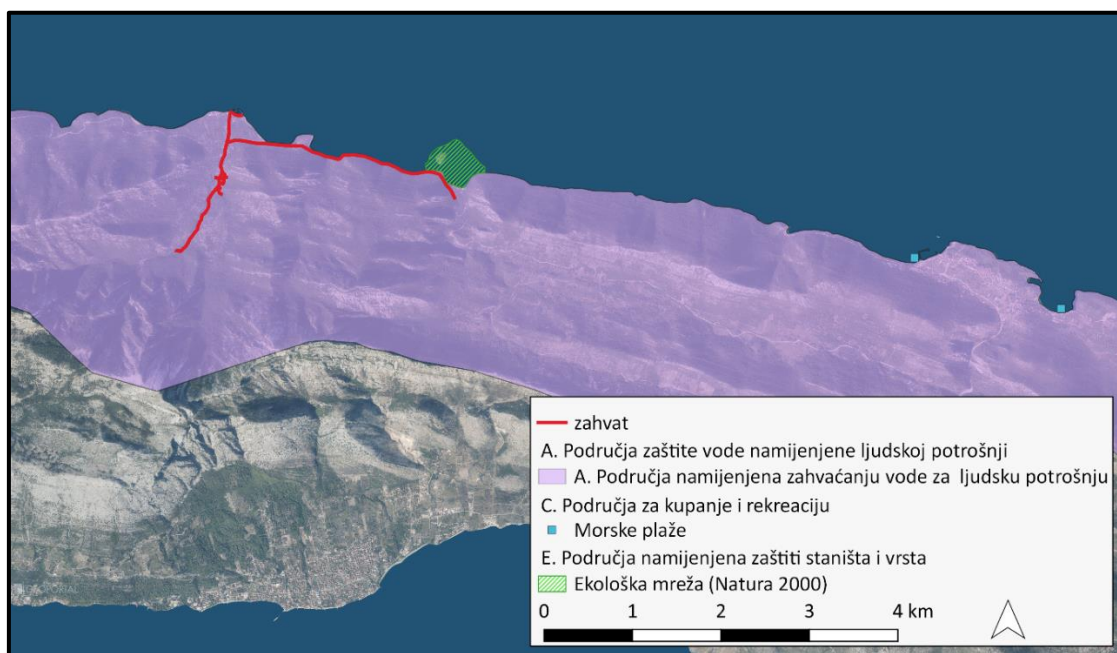 zahvat
A. Područja zaštite vode namijenjene ljudskoj potrošnji
A. Područja namijenjena zahvaćanju vode za ljudsku potrošnju
C. Područja za kupanje i rekreaciju
Morske plaže
E. Područja namijenjena zaštiti staništa i vrsta
Ekološka mreža (Natura 2000)
0 1 2 3 4 km